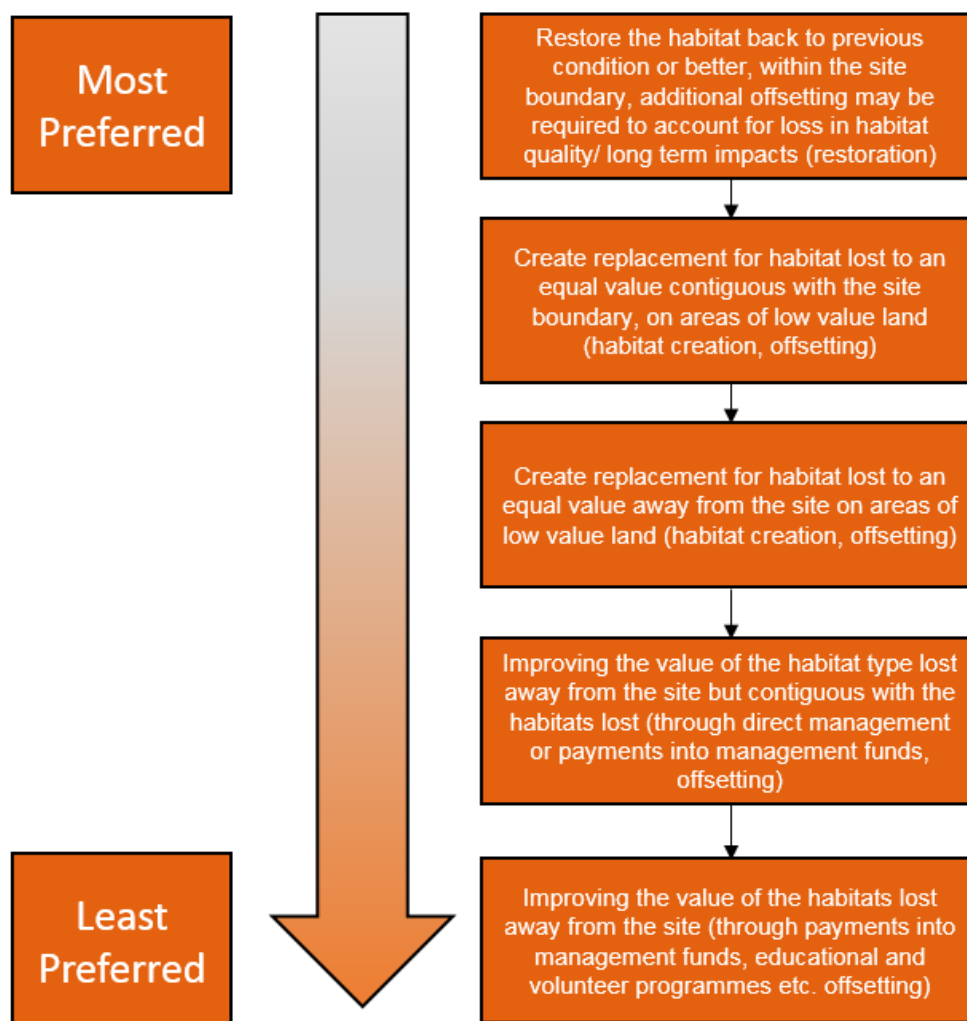 Most
Preferred
Restore the habitat back to previous
condition or better, within the site
boundary, additional offsetting may be
required to account for loss in habitat
quality/ long term impacts (restoration)
Create replacement for habitat lost to an
equal value contiguous with the site
boundary, on areas of low value land
(habitat creation, offsetting)
Create replacement for habitat lost to an
equal value away from the site on areas of
low value land (habitat creation, offsetting)
Improving the value of the habitat type lost
away from the site but contiguous with the
habitats lost (through direct management
or payments into management funds,
offsetting)
Least
Preferred
Improving the value of the habitats lost
away from the site (through payments into
management funds, educational and
volunteer programmes etc. offsetting)